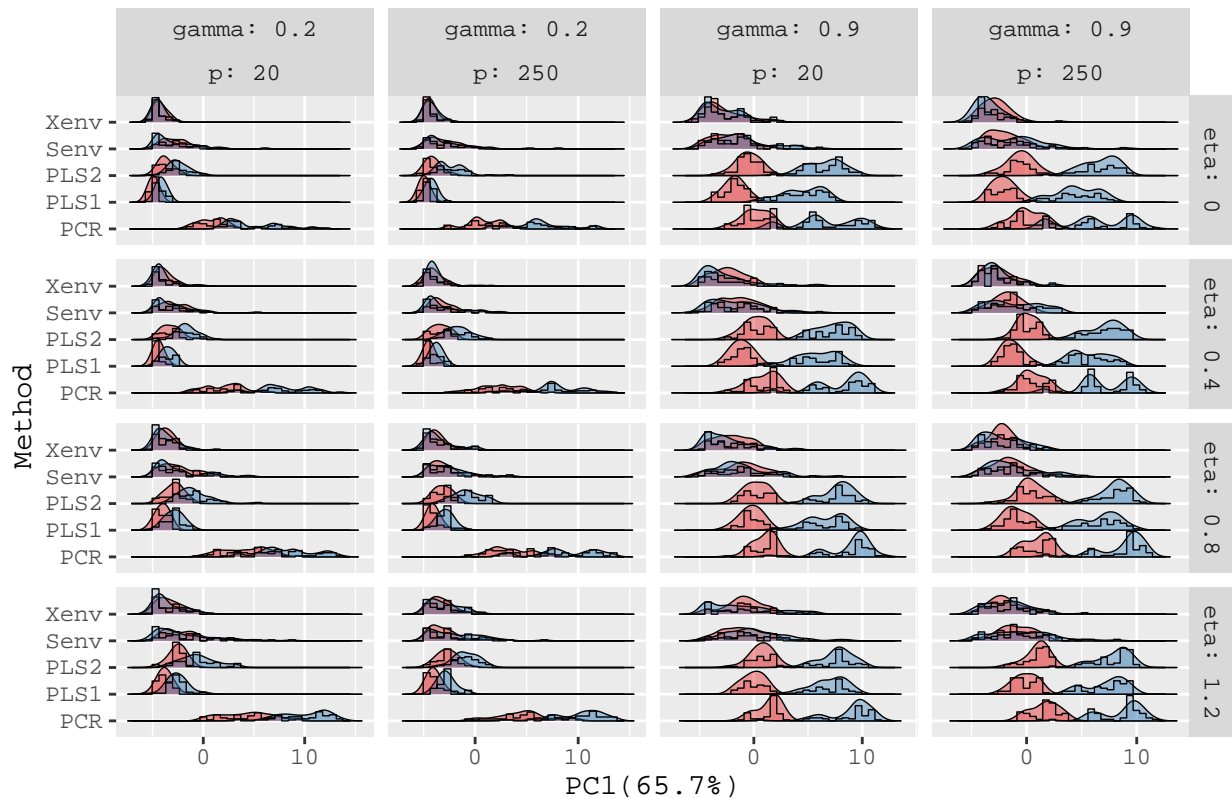 gamma: 0.2 gamma: 0.2 gamma: 0.9 gamma: 0.9
p: 20 p: 250 p: 20 p: 250
Method
Xenv
Senv
PLS2
PLS1
PCR
eta: 0
Xenv
Senv
PLS2
PLS1
PCR
eta: 0.4
Xenv
Senv
PLS2
PLS1
PCR
eta: 0.8
Xenv
Senv
PLS2
PLS1
PCR
eta: 1.2
0 10 0 10 0 10 0 10
PC1(65.7%)